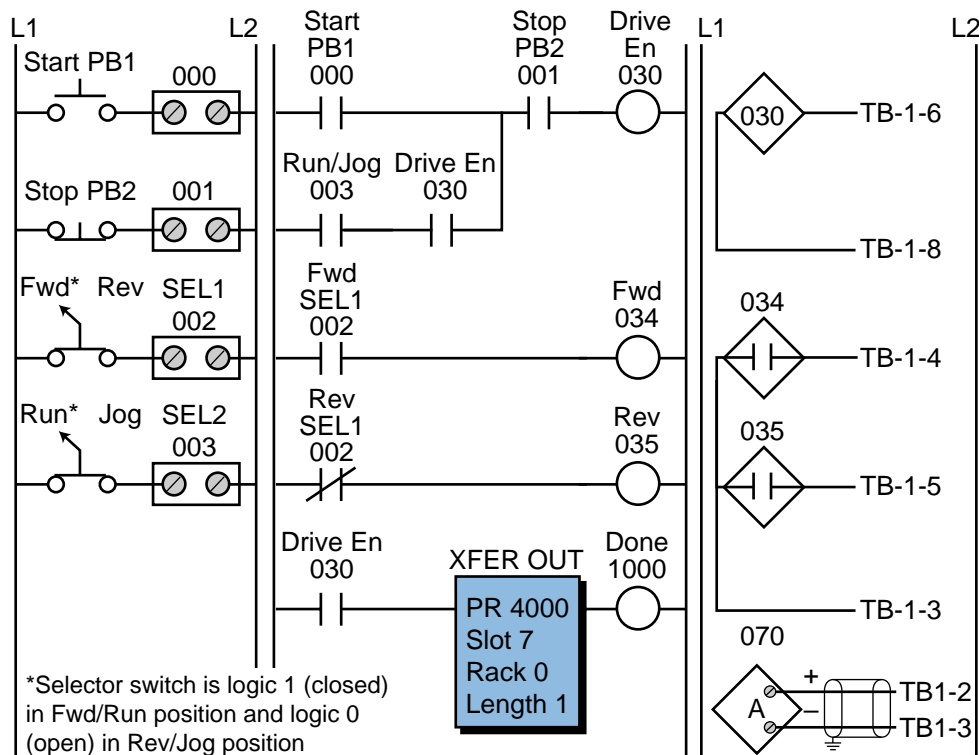 L1
L2
Start PB1
000
Stop PB2
001
Fwd* Rev SEL1
002
Run* Jog SEL2
003
*Selector switch is logic 1 (closed)
in Fwd/Run position and logic 0
(open) in Rev/Jog position
Start
PB1
000
Stop
PB2
001
Drive
En
030
Run/Jog
003
Drive En
030
Fwd
SEL1
002
Fwd
034
Rev
SEL1
002
Rev
035
Drive En
030
XFER OUT
PR 4000
Slot 7
Rack 0
Length 1
Done
1000
L1
L2
030
TB-1-6
TB-1-8
034
TB-1-4
035
TB-1-5
TB-1-3
070
A
+
–
TB1-2
TB1-3